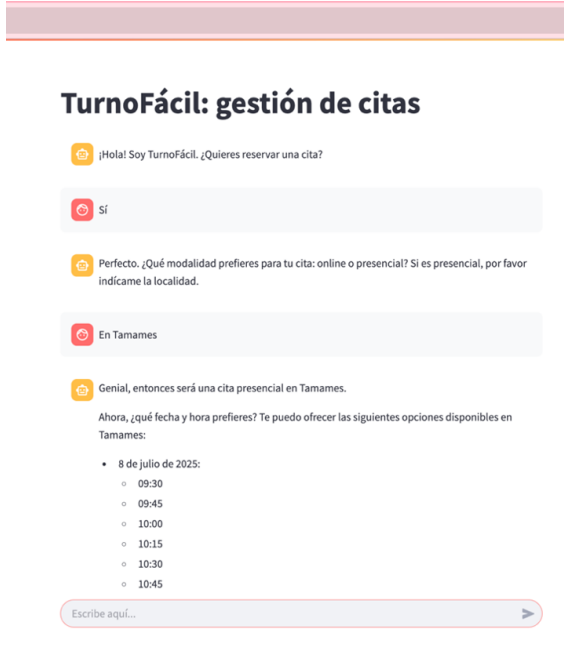 TurnoFácil: gestión de citas
¡Hola! Soy TurnoFácil. ¿Quieres reservar una cita?
Sí
Perfecto. ¿Qué modalidad prefieres para tu cita: online o presencial? Si es presencial, por favor
indícame la localidad.
En Tamames
Genial, entonces será una cita presencial en Tamames.
Ahora, ¿qué fecha y hora prefieres? Te puedo ofrecer las siguientes opciones disponibles en
Tamames:
• 8 de julio de 2025:
○ 09:30
○ 09:45
○ 10:00
○ 10:15
○ 10:30
○ 10:45
Escribe aquí...